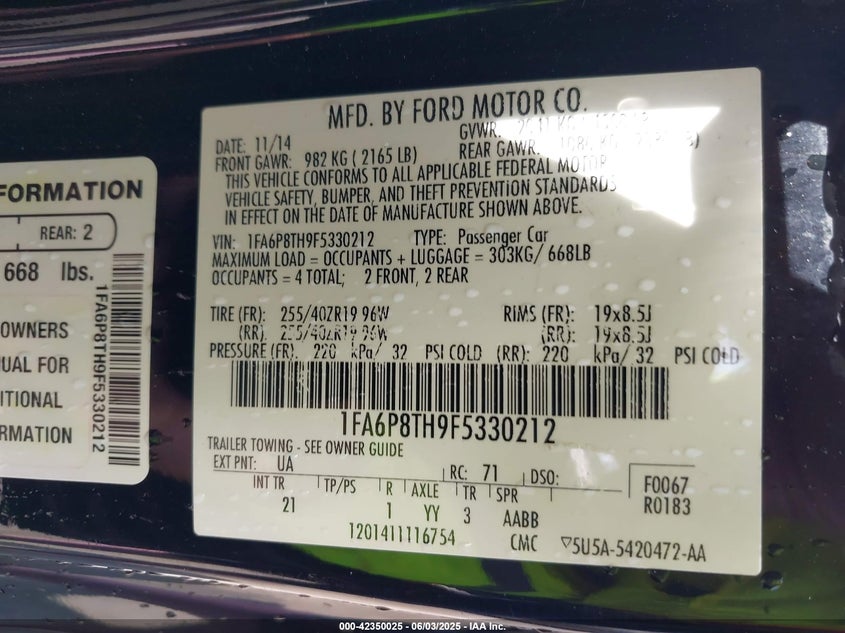 FORMATION
REAR: 2
668 lbs.
OWNERS
FOR
1FA6P8TH9F5330212
MFD. BY FORD MOTOR CO.
DATE: 11/14
GVWR:
FRONT GAWR: 982 KG ( 2165 LB)
REAR GAWR:
THIS VEHICLE CONFORMS TO ALL APPLICABLE FEDERAL MOTOR
VEHICLE SAFETY, BUMPER, AND THEFT PREVENTION STANDARDS
IN EFFECT ON THE DATE OF MANUFACTURE SHOWN ABOVE.
VIN: 1FA6P8TH9F5330212 TYPE: Passenger Car
MAXIMUM LOAD = OCCUPANTS + LUGGAGE = 303KG/ 668LB
OCCUPANTS = 4 TOTAL; 2 FRONT, 2 REAR
TIRE (FR): 255/40ZR19 96W RIMS (FR): 19x8.5J
(RR): 255/40ZR19 96W (RR): 19x8.5J
PRESSURE (FR): 220 kPa/ 32 PSI COLD (RR): 220 kPa/ 32 PSI COLD
1FA6P8TH9F5330212
TRAILER TOWING - SEE OWNER GUIDE
EXT PNT: UA RC: 71 DSO:
F0067
R0183
INT TR TP/PS R AXLE TR SPR
21 1 YY 3 AABB
1201411116754 CMC ▽5U5A-5420472-AA
000-42350025 - 06/03/2025 - IAA Inc.